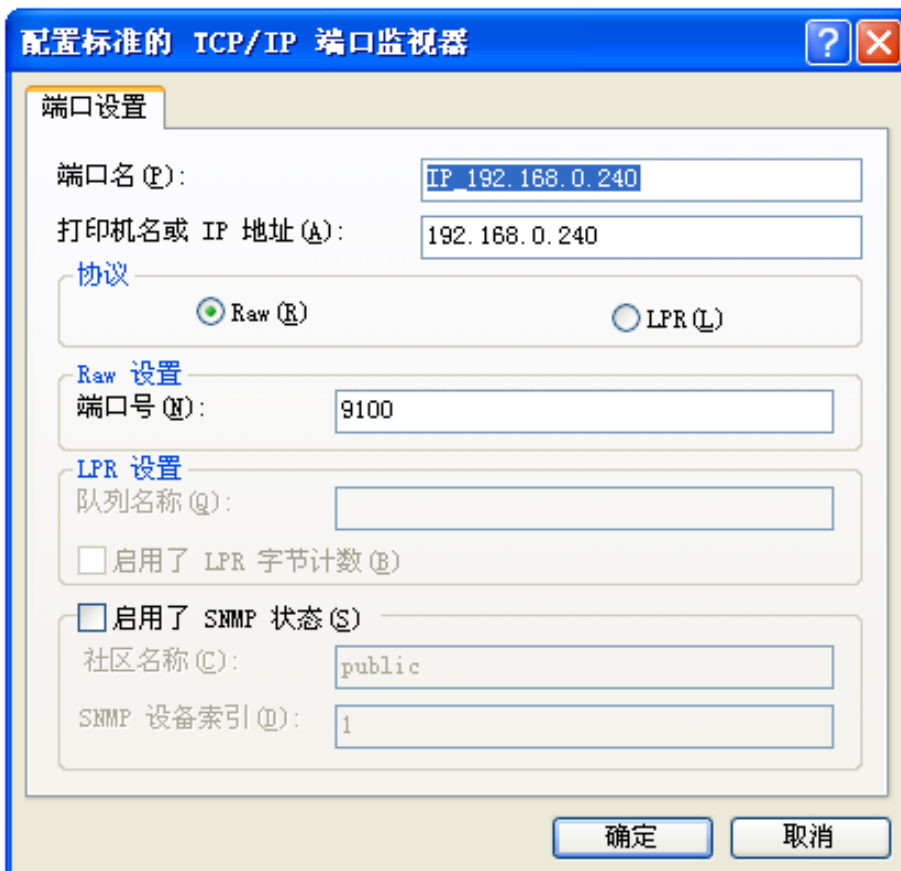 配置标准的 TCP/IP 端口监视器
端口设置
端口名(P): IP_192.168.0.240
打印机名或 IP 地址(A): 192.168.0.240
协议
Raw(R) LPR(L)
Raw 设置
端口号(N): 9100
LPR 设置
队列名称(Q):
启用了 LPR 字节计数(B)
启用了 SNMP 状态(S)
社区名称(C): public
SNMP 设备索引(D): 1
确定 取消